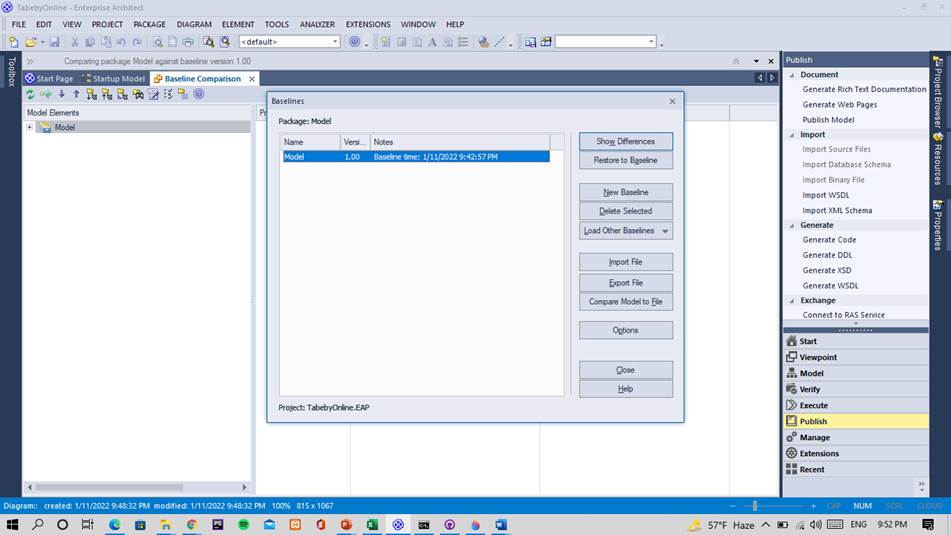 TabebyOnline - Enterprise Architect
FILE EDIT VIEW PROJECT PACKAGE DIAGRAM ELEMENT TOOLS ANALYZER EXTENSIONS WINDOW HELP
<default>
Comparing package Model against baseline version 1.00
Toolbox
Start Page
Startup Model
Baseline Comparison
Model Elements
Model
Baselines
Package: Model
Name Versi... Notes
Model 1.00 Baseline time: 1/11/2022 9:42:57 PM
Show Differences
Restore to Baseline
New Baseline
Delete Selected
Load Other Baselines
Import File
Export File
Compare Model to File
Options
Close
Help
Project: TabebyOnline.EAP
Publish
Document
Generate Rich Text Documentation
Generate Web Pages
Publish Model
Import
Import Source Files
Import Database Schema
Import Binary File
Import WSDL
Import XML Schema
Generate
Generate Code
Generate DDL
Generate XSD
Generate WSDL
Exchange
Connect to RAS Service
Start
Viewpoint
Model
Verify
Execute
Publish
Manage
Extensions
Recent
Project Browser
Resources
Properties
Diagram:: created: 1/11/2022 9:48:32 PM modified: 1/11/2022 9:48:32 PM 100% 815 x 1067
CAP NUM SCRL CLOUD
57°F Haze ENG 9:52 PM